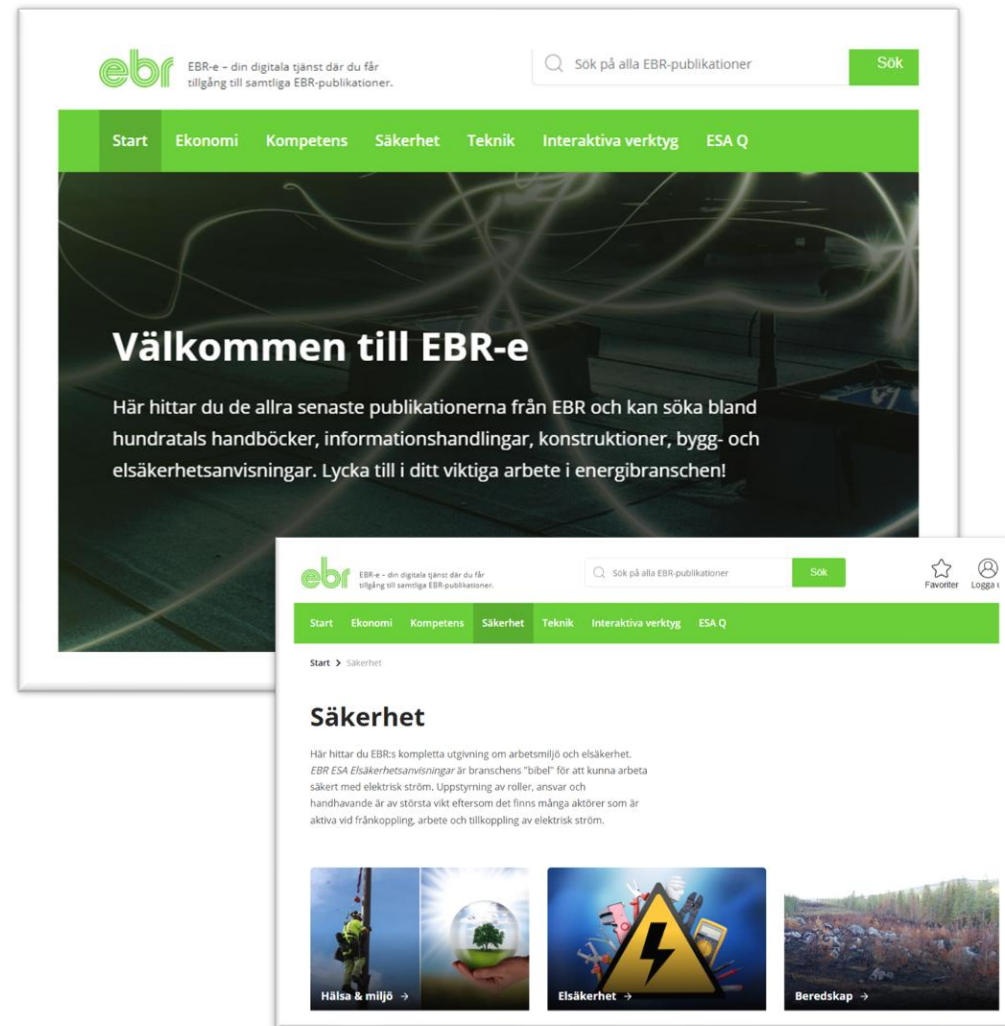 ebr
EBR-e – din digitala tjänst där du får
tillgång till samtliga EBR-publikationer.
Sök på alla EBR-publikationer
Sök
Start Ekonomi Kompetens Säkerhet Teknik Interaktiva verktyg ESA Q
Välkommen till EBR-e
Här hittar du de allra senaste publikationerna från EBR och kan söka bland
hundratals handböcker, informationshandlingar, konstruktioner, bygg- och
elsäkerhetsanvisningar. Lycka till i ditt viktiga arbete i energibranschen!
ebr
EBR-e – din digitala tjänst där du får
tillgång till samtliga EBR-publikationer.
Sök på alla EBR-publikationer
Sök
Favoriter
Logga
Start Ekonomi Kompetens Säkerhet Teknik Interaktiva verktyg ESA Q
Start > Säkerhet
Säkerhet
Här hittar du EBR:s kompletta utgivning om arbetsmiljö och elsäkerhet.
EBR ESA Elsäkerhetsanvisningar är branschens "bibel" för att kunna arbeta
säkert med elektrisk ström. Uppstyrning av roller, ansvar och
handhavande är av största vikt eftersom det finns många aktörer som är
aktiva vid frånkoppling, arbete och tillkoppling av elektrisk ström.
Hälsa & miljö →
Elsäkerhet →
Beredskap →